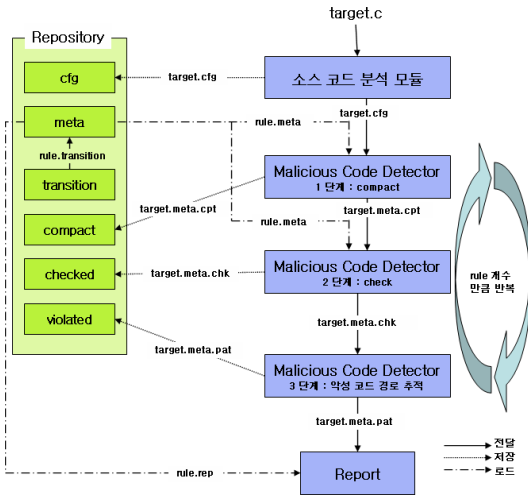 target.c
Repository
cfg
target.cfg
소스 코드 분석 모듈
target.cfg
meta
rule.meta
rule.transition
transition
Malicious Code Detector
1 단계 : compact
target.meta.cpt
compact
target.meta.cpt
rule.meta
checked
target.meta.chk
Malicious Code Detector
2 단계 : check
rule 개수
만큼 반복
violated
target.meta.chk
target.meta.pat
Malicious Code Detector
3 단계 : 악성 코드 경로 추적
target.meta.pat
전달
저장
로드
rule.rep
Report